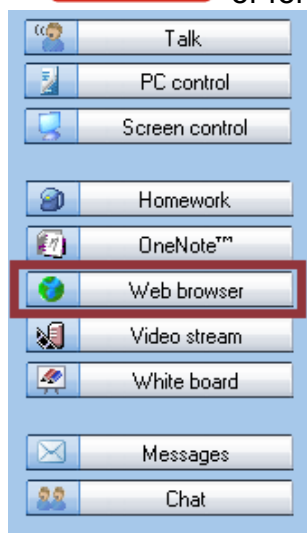 Talk
PC control
Screen control
Homework
OneNote™
Web browser
Video stream
White board
Messages
Chat